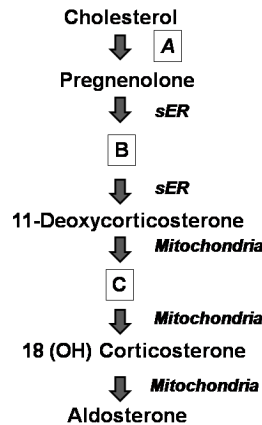 Cholesterol
A
Pregnenolone
sER
B
sER
11-Deoxycorticosterone
Mitochondria
C
Mitochondria
18 (OH) Corticosterone
Mitochondria
Aldosterone